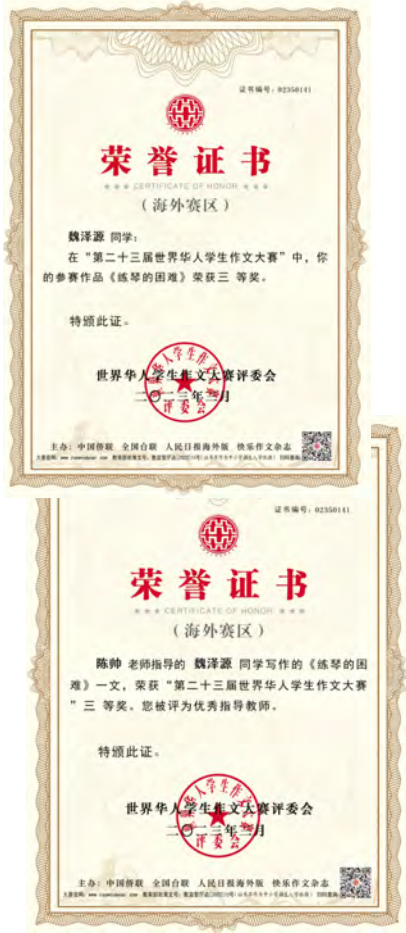 证书编号：02350141
荣誉证书
CERTIFICATE OF HONOR
（海外赛区）
魏泽源 同学：
在“第二十三届世界华人学生作文大赛”中，你
的参赛作品《练琴的困难》荣获三 等奖。
特颁此证。
世界华人学生作文大赛评委会
二〇二三年三月
主办：中国侨联 全国台联 人民日报海外版 快乐作文杂志
证书编号：02350141
荣誉证书
CERTIFICATE OF HONOR
（海外赛区）
陈帅 老师指导的 魏泽源 同学写作的《练琴的困
难》一文，荣获“第二十三届世界华人学生作文大赛
”三 等奖。您被评为优秀指导教师。
特颁此证。
世界华人学生作文大赛评委会
二〇二三年三月
主办：中国侨联 全国台联 人民日报海外版 快乐作文杂志